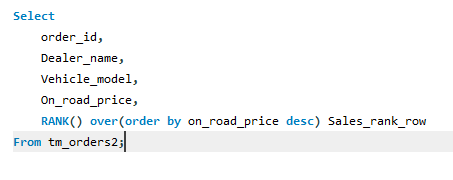 Select
order_id,
Dealer_name,
Vehicle_model,
On_road_price,
RANK() over(order by on_road_price desc) Sales_rank_row
From tm_orders2;